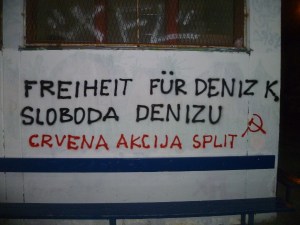 FREIHEIT FÜR DENIZ K.
SLOBODA DENIZU
CRVENA AKCIJA SPLIT